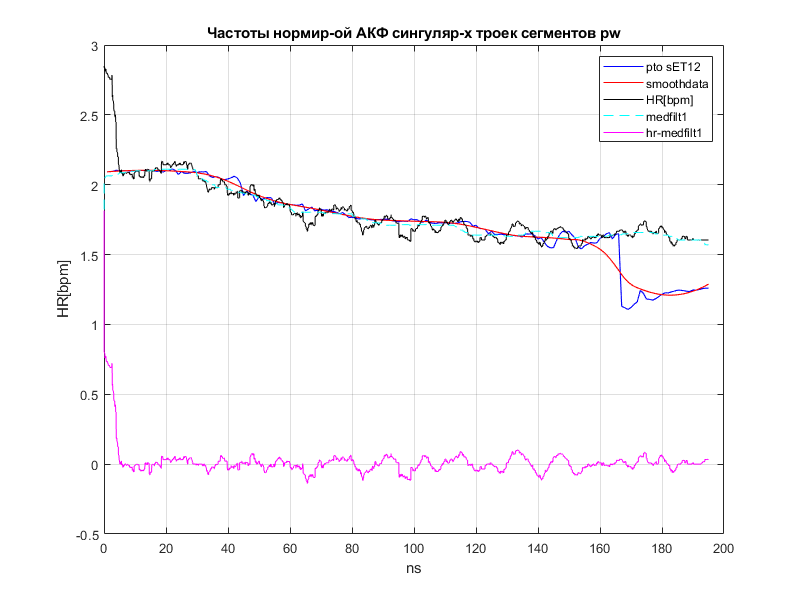 Частоты нормир-ой АКФ сингуляр-х троек сегментов pw
3
2.5
2
1.5
1
0.5
0
-0.5
HR[bpm]
pto sET12
smoothdata
HR[bpm]
medfilt1
hr-medfilt1
0 20 40 60 80 100 120 140 160 180 200
ns